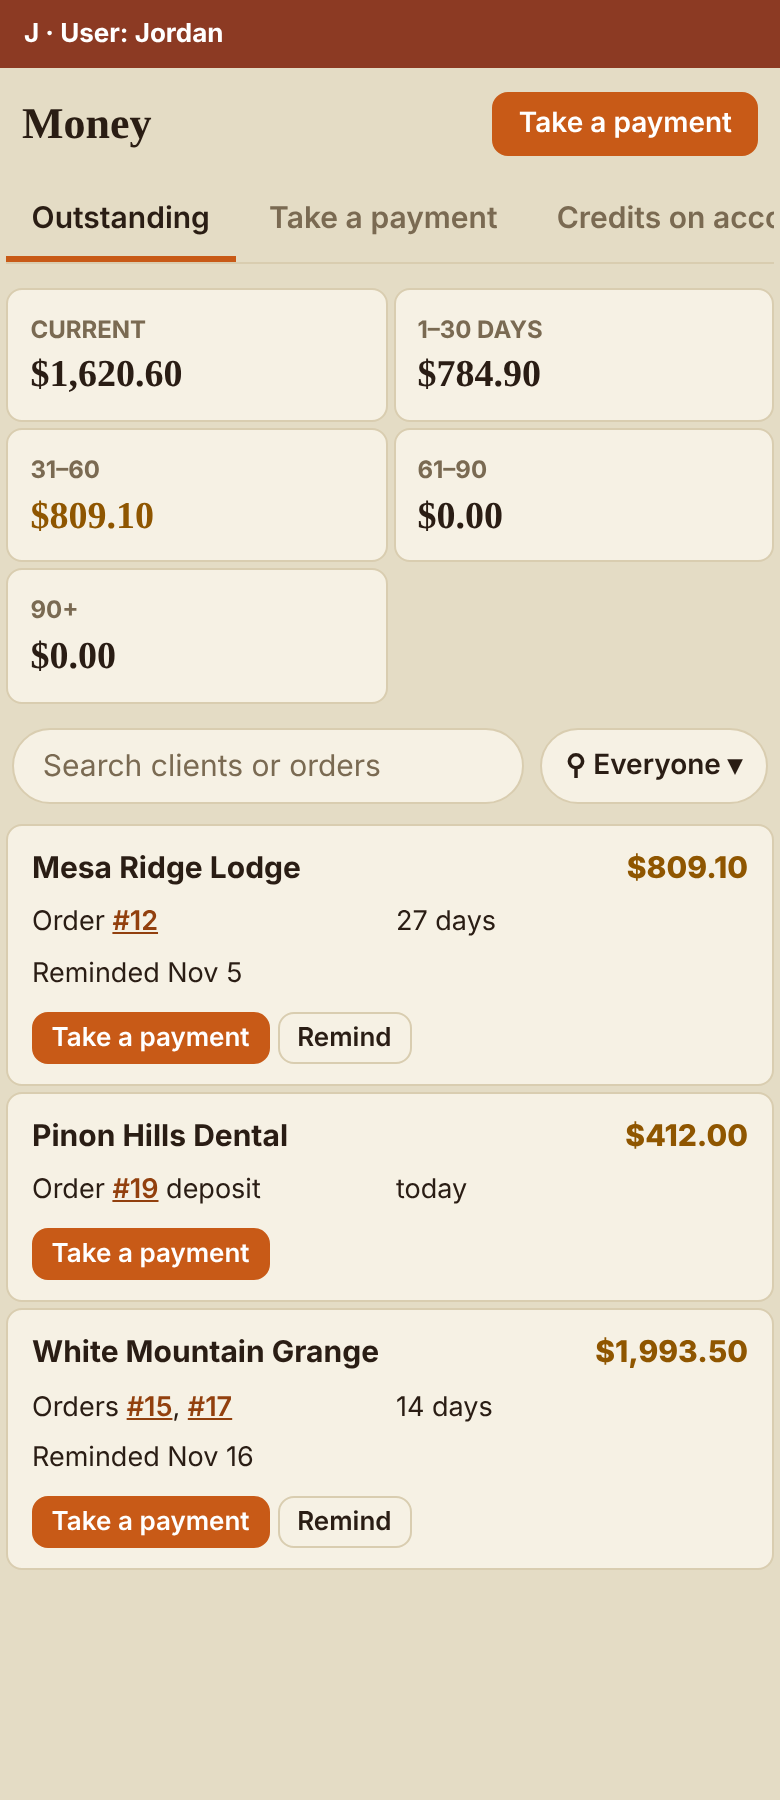 J · User: Jordan
Money
Take a payment
Outstanding
Take a payment
Credits on acco
CURRENT
$1,620.60
1–30 DAYS
$784.90
31–60
$809.10
61–90
$0.00
90+
$0.00
Search clients or orders
Everyone ▾
Mesa Ridge Lodge
$809.10
Order #12
27 days
Reminded Nov 5
Take a payment
Remind
Pinon Hills Dental
$412.00
Order #19 deposit
today
Take a payment
White Mountain Grange
$1,993.50
Orders #15, #17
14 days
Reminded Nov 16
Take a payment
Remind